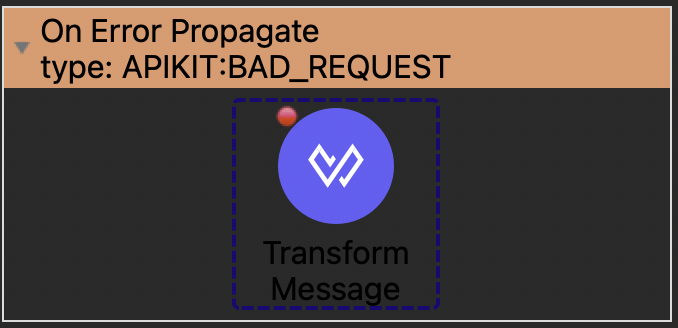 On Error Propagate
type: APIKIT:BAD_REQUEST
Transform
Message